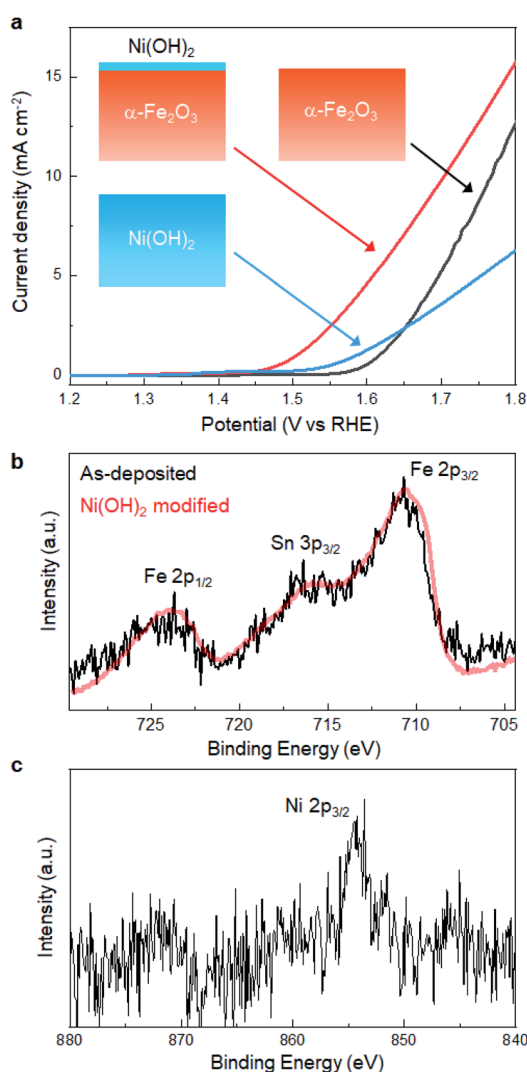 a
Ni(OH)₂
α-Fe₂O₃
α-Fe₂O₃
Ni(OH)₂
Current density (mA cm⁻²)
15
10
5
0
1.2 1.3 1.4 1.5 1.6 1.7 1.8
Potential (V vs RHE)
b
As-deposited
Ni(OH)₂ modified
Fe 2p₃/₂
Sn 3p₃/₂
Fe 2p₁/₂
Intensity (a.u.)
725 720 715 710 705
Binding Energy (eV)
c
Ni 2p₃/₂
Intensity (a.u.)
880 870 860 850 840
Binding Energy (eV)